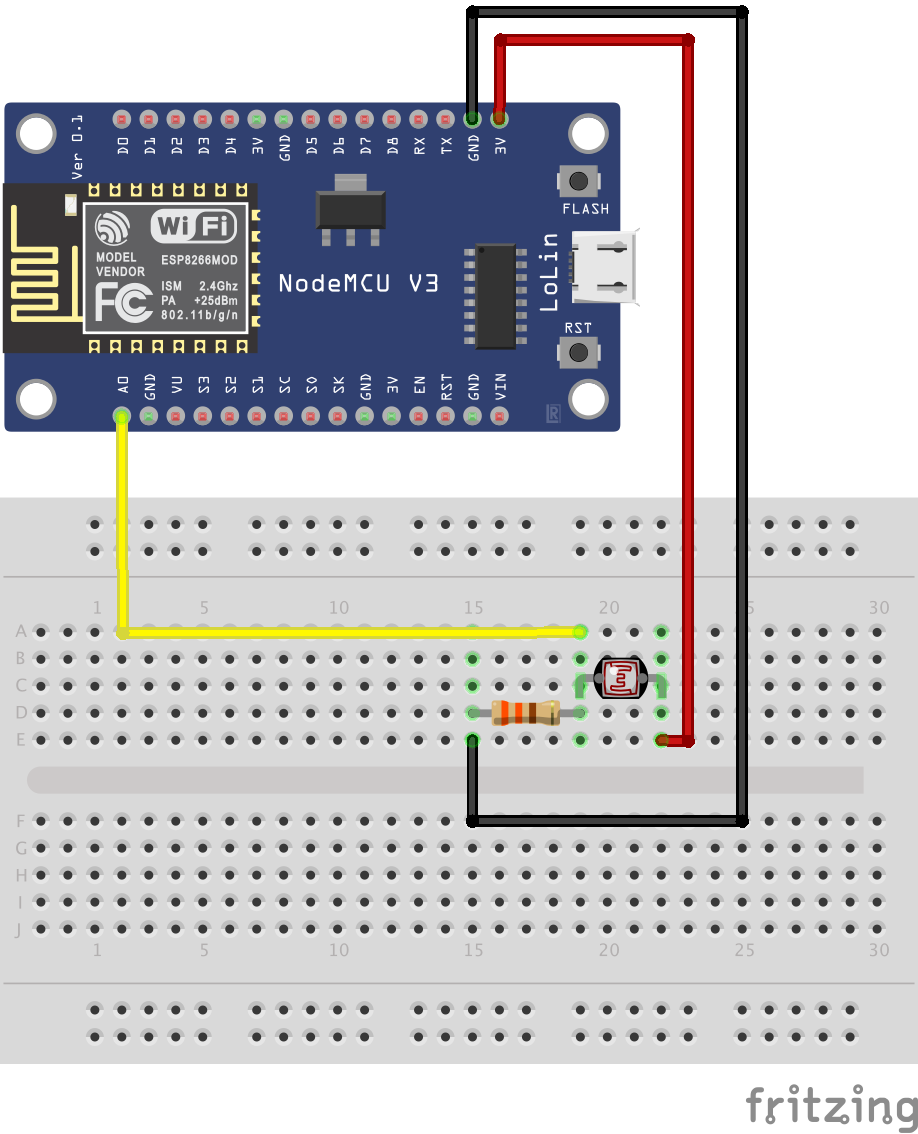 Ver 0.1
D0 D1 D2 D3 D4 3V GND D5 D6 D7 D8 RX TX GND 3V
FLASH
WiFi
MODEL
VENDOR
ESP8266MOD
FC
ISM 2.4Ghz
PA +25dBm
802.11b/g/n
NodeMCU V3
LoLin
RST
A0 GND VU S3 S2 S1 SC S0 SK GND 3V EN RST GND VIN
1 5 10 15 20 25 30
A
B
C
D
E
F
G
H
I
J
1 5 10 15 20 25 30
fritzing